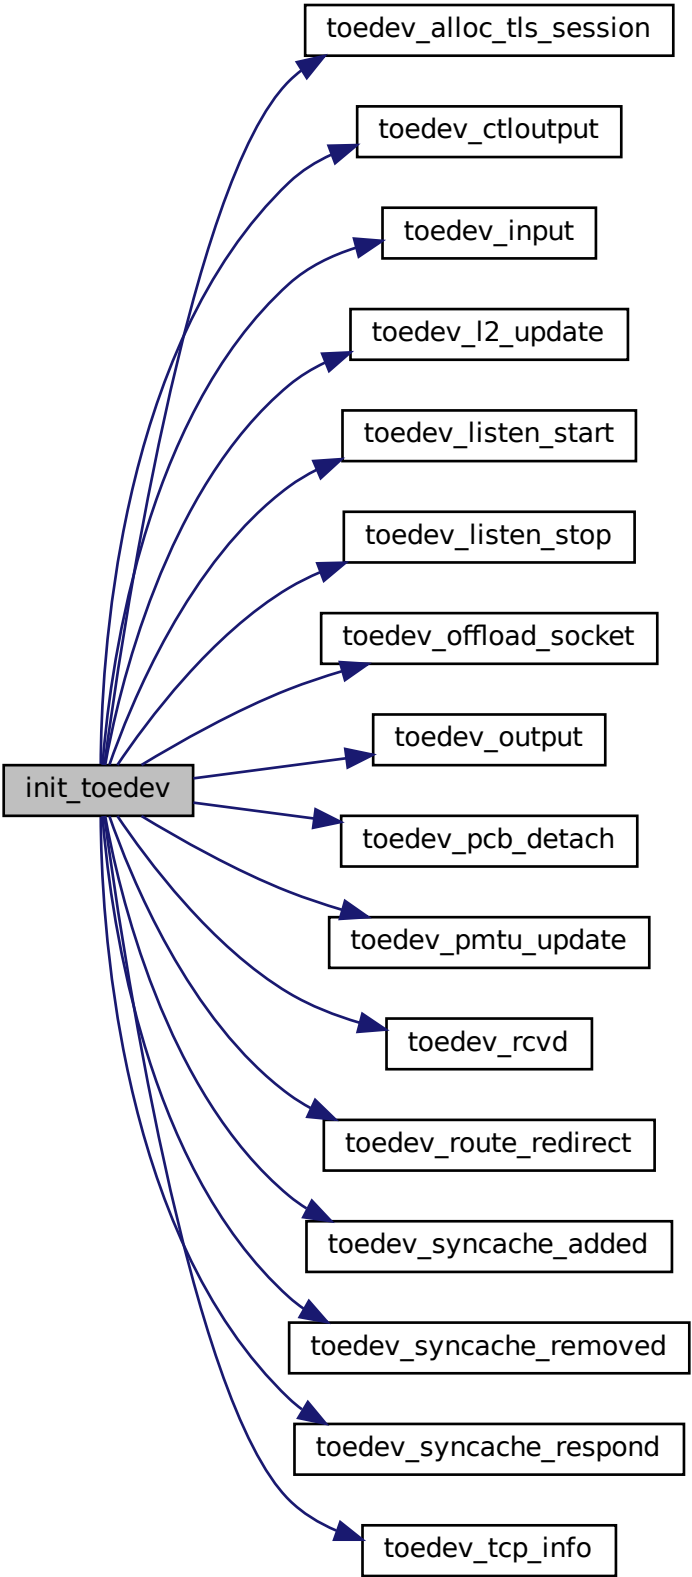 toedev_alloc_tls_session
toedev_ctloutput
toedev_input
toedev_l2_update
toedev_listen_start
toedev_listen_stop
toedev_offload_socket
toedev_output
init_toedev
toedev_pcb_detach
toedev_pmtu_update
toedev_rcvd
toedev_route_redirect
toedev_syncache_added
toedev_syncache_removed
toedev_syncache_respond
toedev_tcp_info